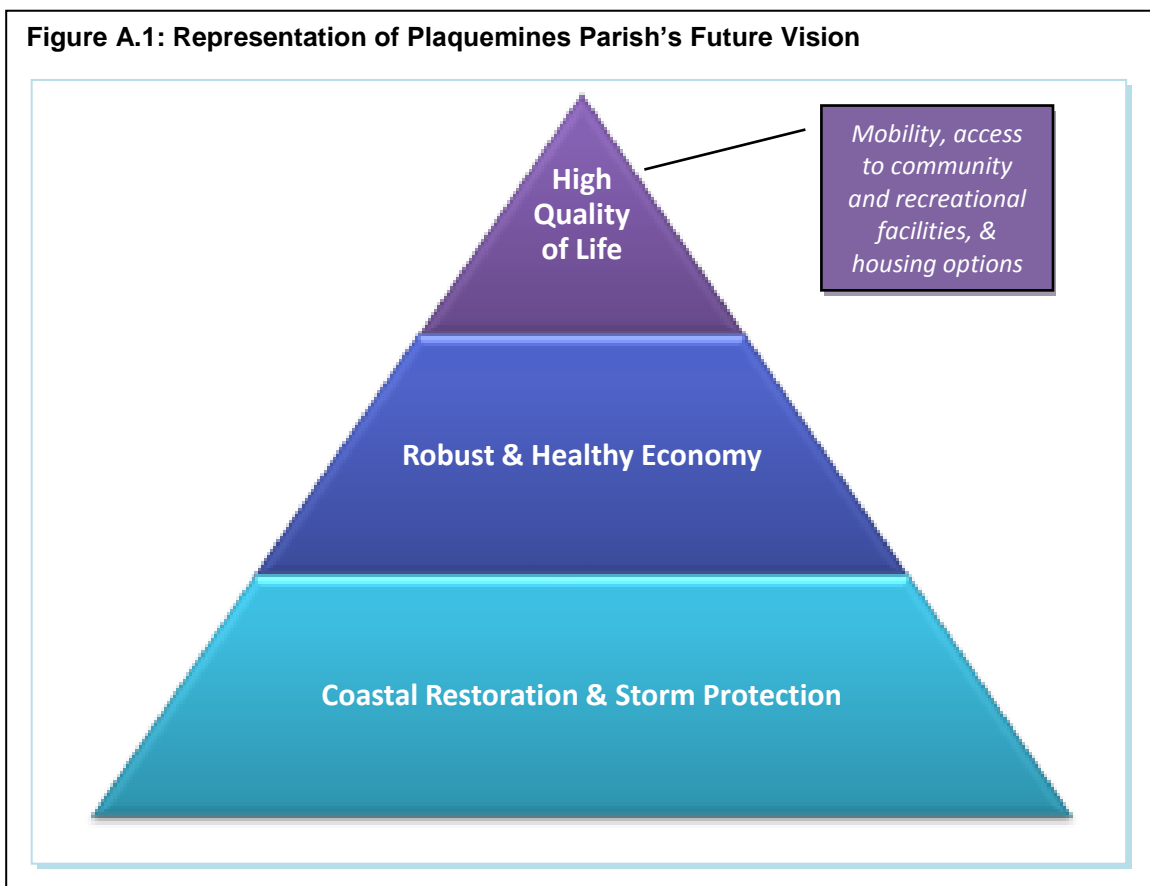 Figure A.1: Representation of Plaquemines Parish’s Future Vision
High
Quality
of Life
Mobility, access
to community
and recreational
facilities, &
housing options
Robust & Healthy Economy
Coastal Restoration & Storm Protection